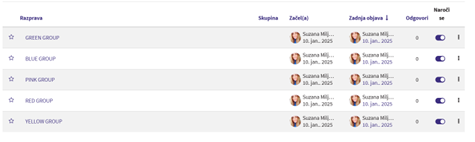 Razprava Skupina Začel(a) Zadnja objava ↓ Odgovori Naroči se
GREEN GROUP Suzana Milj... Suzana Milj... 0
10. jan., 2025 10. jan., 2025
BLUE GROUP Suzana Milj... Suzana Milj... 0
10. jan., 2025 10. jan., 2025
PINK GROUP Suzana Milj... Suzana Milj... 0
10. jan., 2025 10. jan., 2025
RED GROUP Suzana Milj... Suzana Milj... 0
10. jan., 2025 10. jan., 2025
YELLOW GROUP Suzana Milj... Suzana Milj... 0
10. jan., 2025 10. jan., 2025